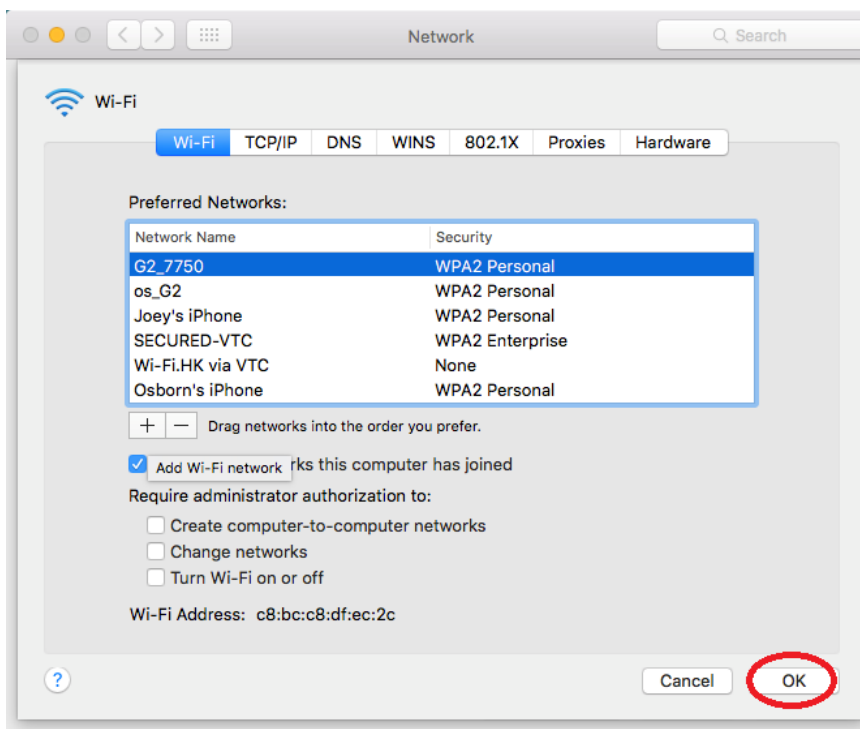 Network
Search
Wi-Fi
Wi-Fi TCP/IP DNS WINS 802.1X Proxies Hardware
Preferred Networks:
Network Name Security
G2_7750 WPA2 Personal
os_G2 WPA2 Personal
Joey's iPhone WPA2 Personal
SECURED-VTC WPA2 Enterprise
Wi-Fi.HK via VTC None
Osborn's iPhone WPA2 Personal
+ − Drag networks into the order you prefer.
this computer has joined
Add Wi-Fi network
Require administrator authorization to:
Create computer-to-computer networks
Change networks
Turn Wi-Fi on or off
Wi-Fi Address: c8:bc:c8:df:ec:2c
? Cancel OK